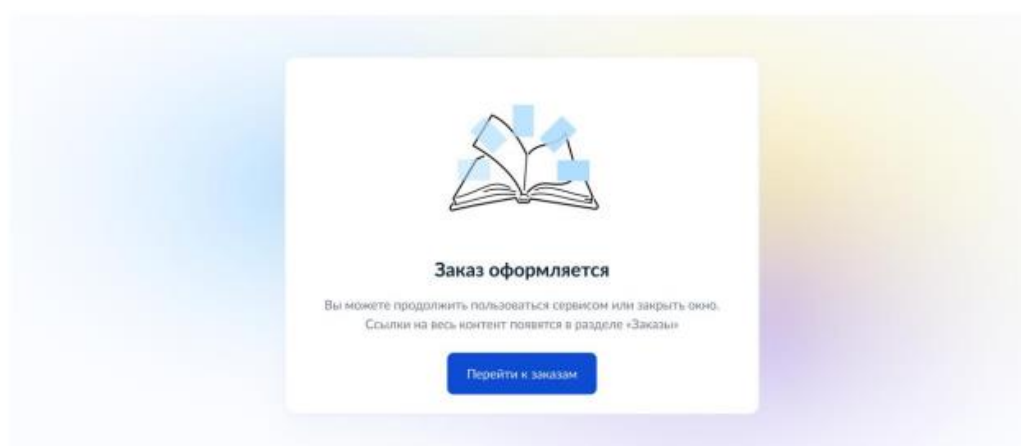 Заказ оформляется
Вы можете продолжить пользоваться сервисом или закрыть окно.
Ссылки на весь контент появятся в разделе «Заказы»
Перейти к заказам